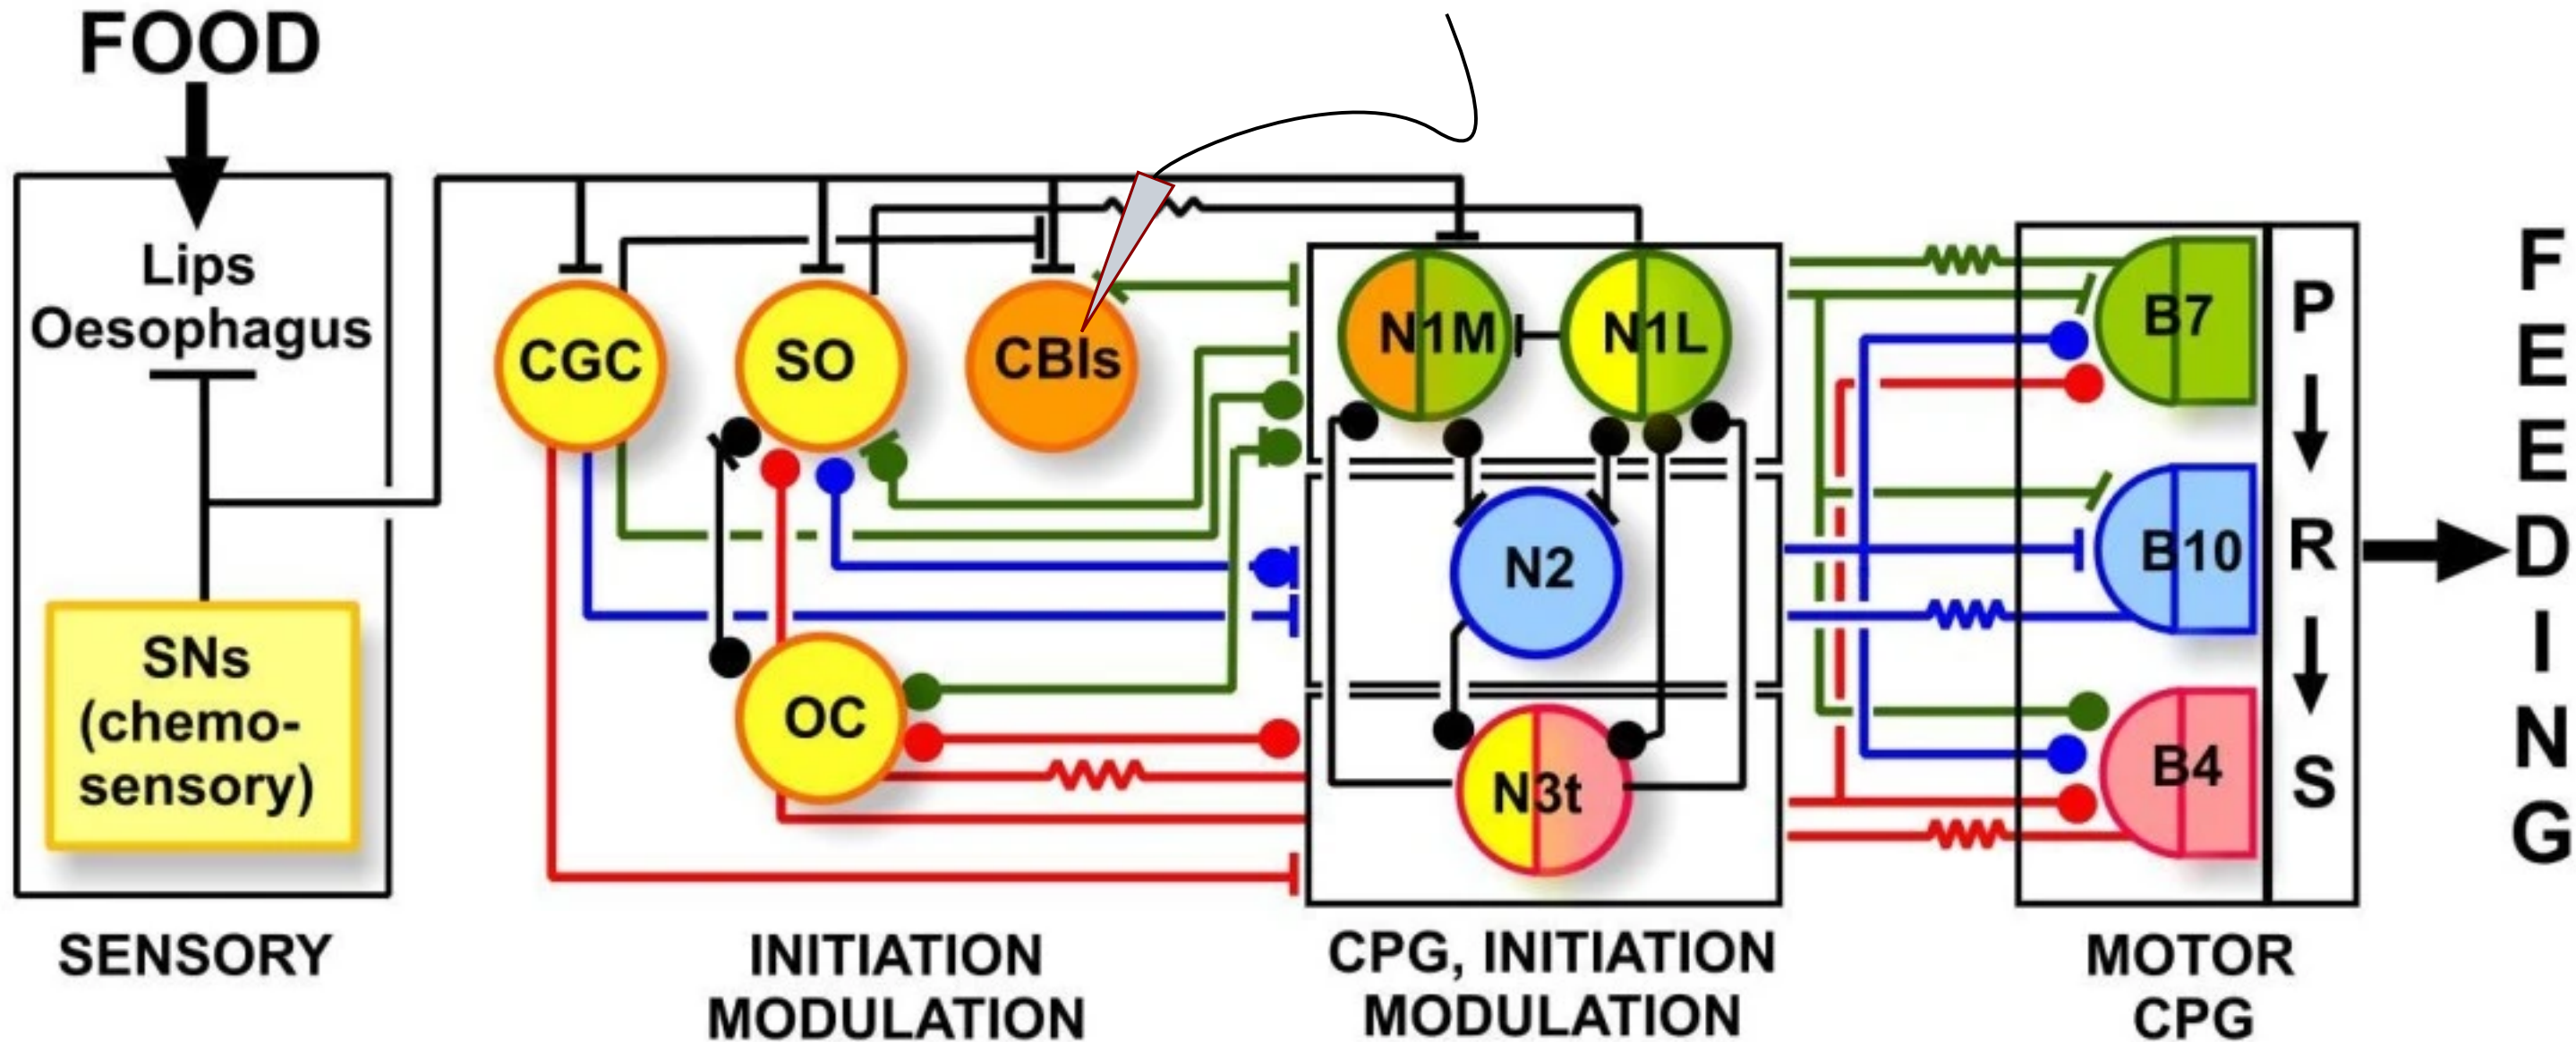 FOOD
Lips
Oesophagus
SNs
(chemo-
sensory)
SENSORY
CGC
SO
CBIs
OC
INITIATION
MODULATION
N1M
N1L
N2
N3t
CPG, INITIATION
MODULATION
B7
B10
B4
P
R
S
MOTOR
CPG
F
E
E
D
I
N
G